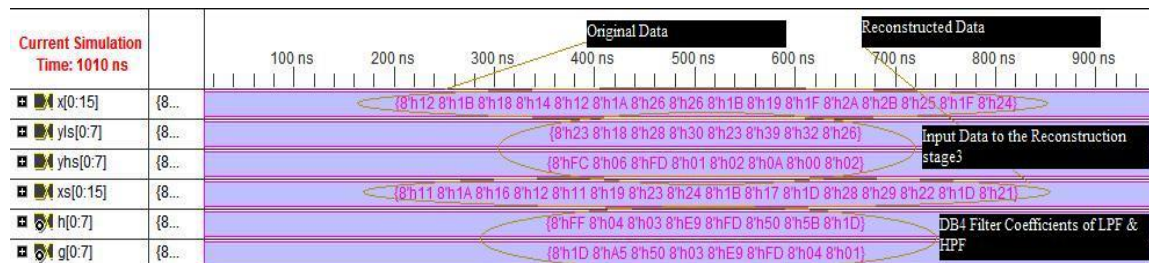 Original Data
Reconstructed Data
Current Simulation
Time: 1010 ns
100 ns 200 ns 300 ns 400 ns 500 ns 600 ns 700 ns 800 ns 900 ns
x[0:15] {8... {8'h12 8'h1B 8'h18 8'h14 8'h12 8'h1A 8'h26 8'h26 8'h1B 8'h19 8'h1F 8'h2A 8'h2B 8'h25 8'h1F 8'h24}
yls[0:7] {8... {8'h23 8'h18 8'h28 8'h30 8'h23 8'h39 8'h32 8'h26}
Input Data to the Reconstruction
stage3
yhs[0:7] {8... {8'hFC 8'h06 8'hFD 8'h01 8'h02 8'h0A 8'h00 8'h02}
xs[0:15] {8... {8'h11 8'h1A 8'h16 8'h12 8'h11 8'h19 8'h23 8'h24 8'h1B 8'h17 8'h1D 8'h28 8'h29 8'h22 8'h1D 8'h21}
h[0:7] {8... {8'hFF 8'h04 8'h03 8'hE9 8'hFD 8'h50 8'h5B 8'h1D}
DB4 Filter Coefficients of LPF &
HPF
g[0:7] {8... {8'h1D 8'hA5 8'h50 8'h03 8'hE9 8'hFD 8'h04 8'h01}